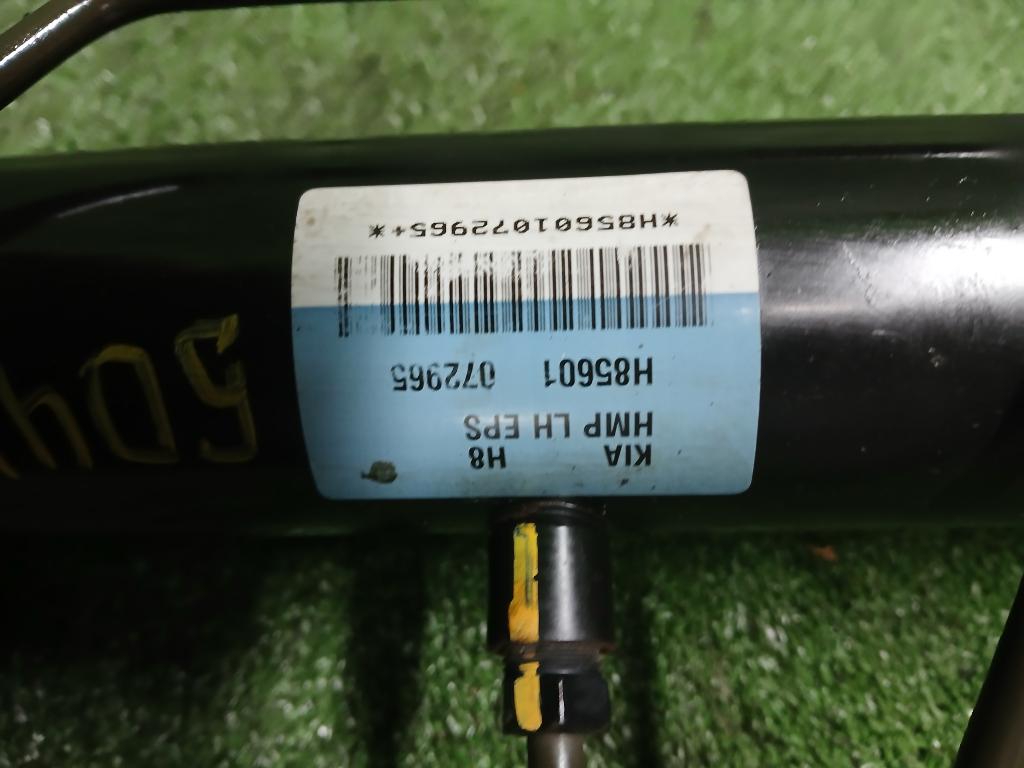 KIA H8
HMP LH EPS
H85601 072965
*H85601072965+*